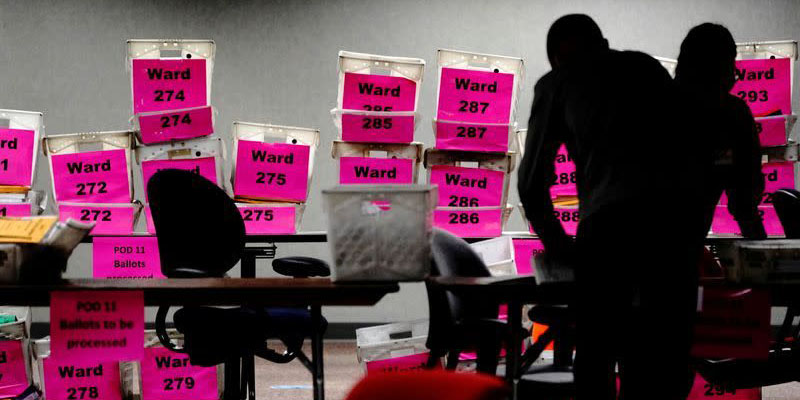 Ward
274
274
Ward
285
285
Ward
287
287
Ward
293
rd
1
Ward
272
272
Ward
275
275
Ward
Ward
286
286
288
288
POD 11
Ballots
processed
POD 11
Ballots to be
processed
Ward
278
Ward
279
294